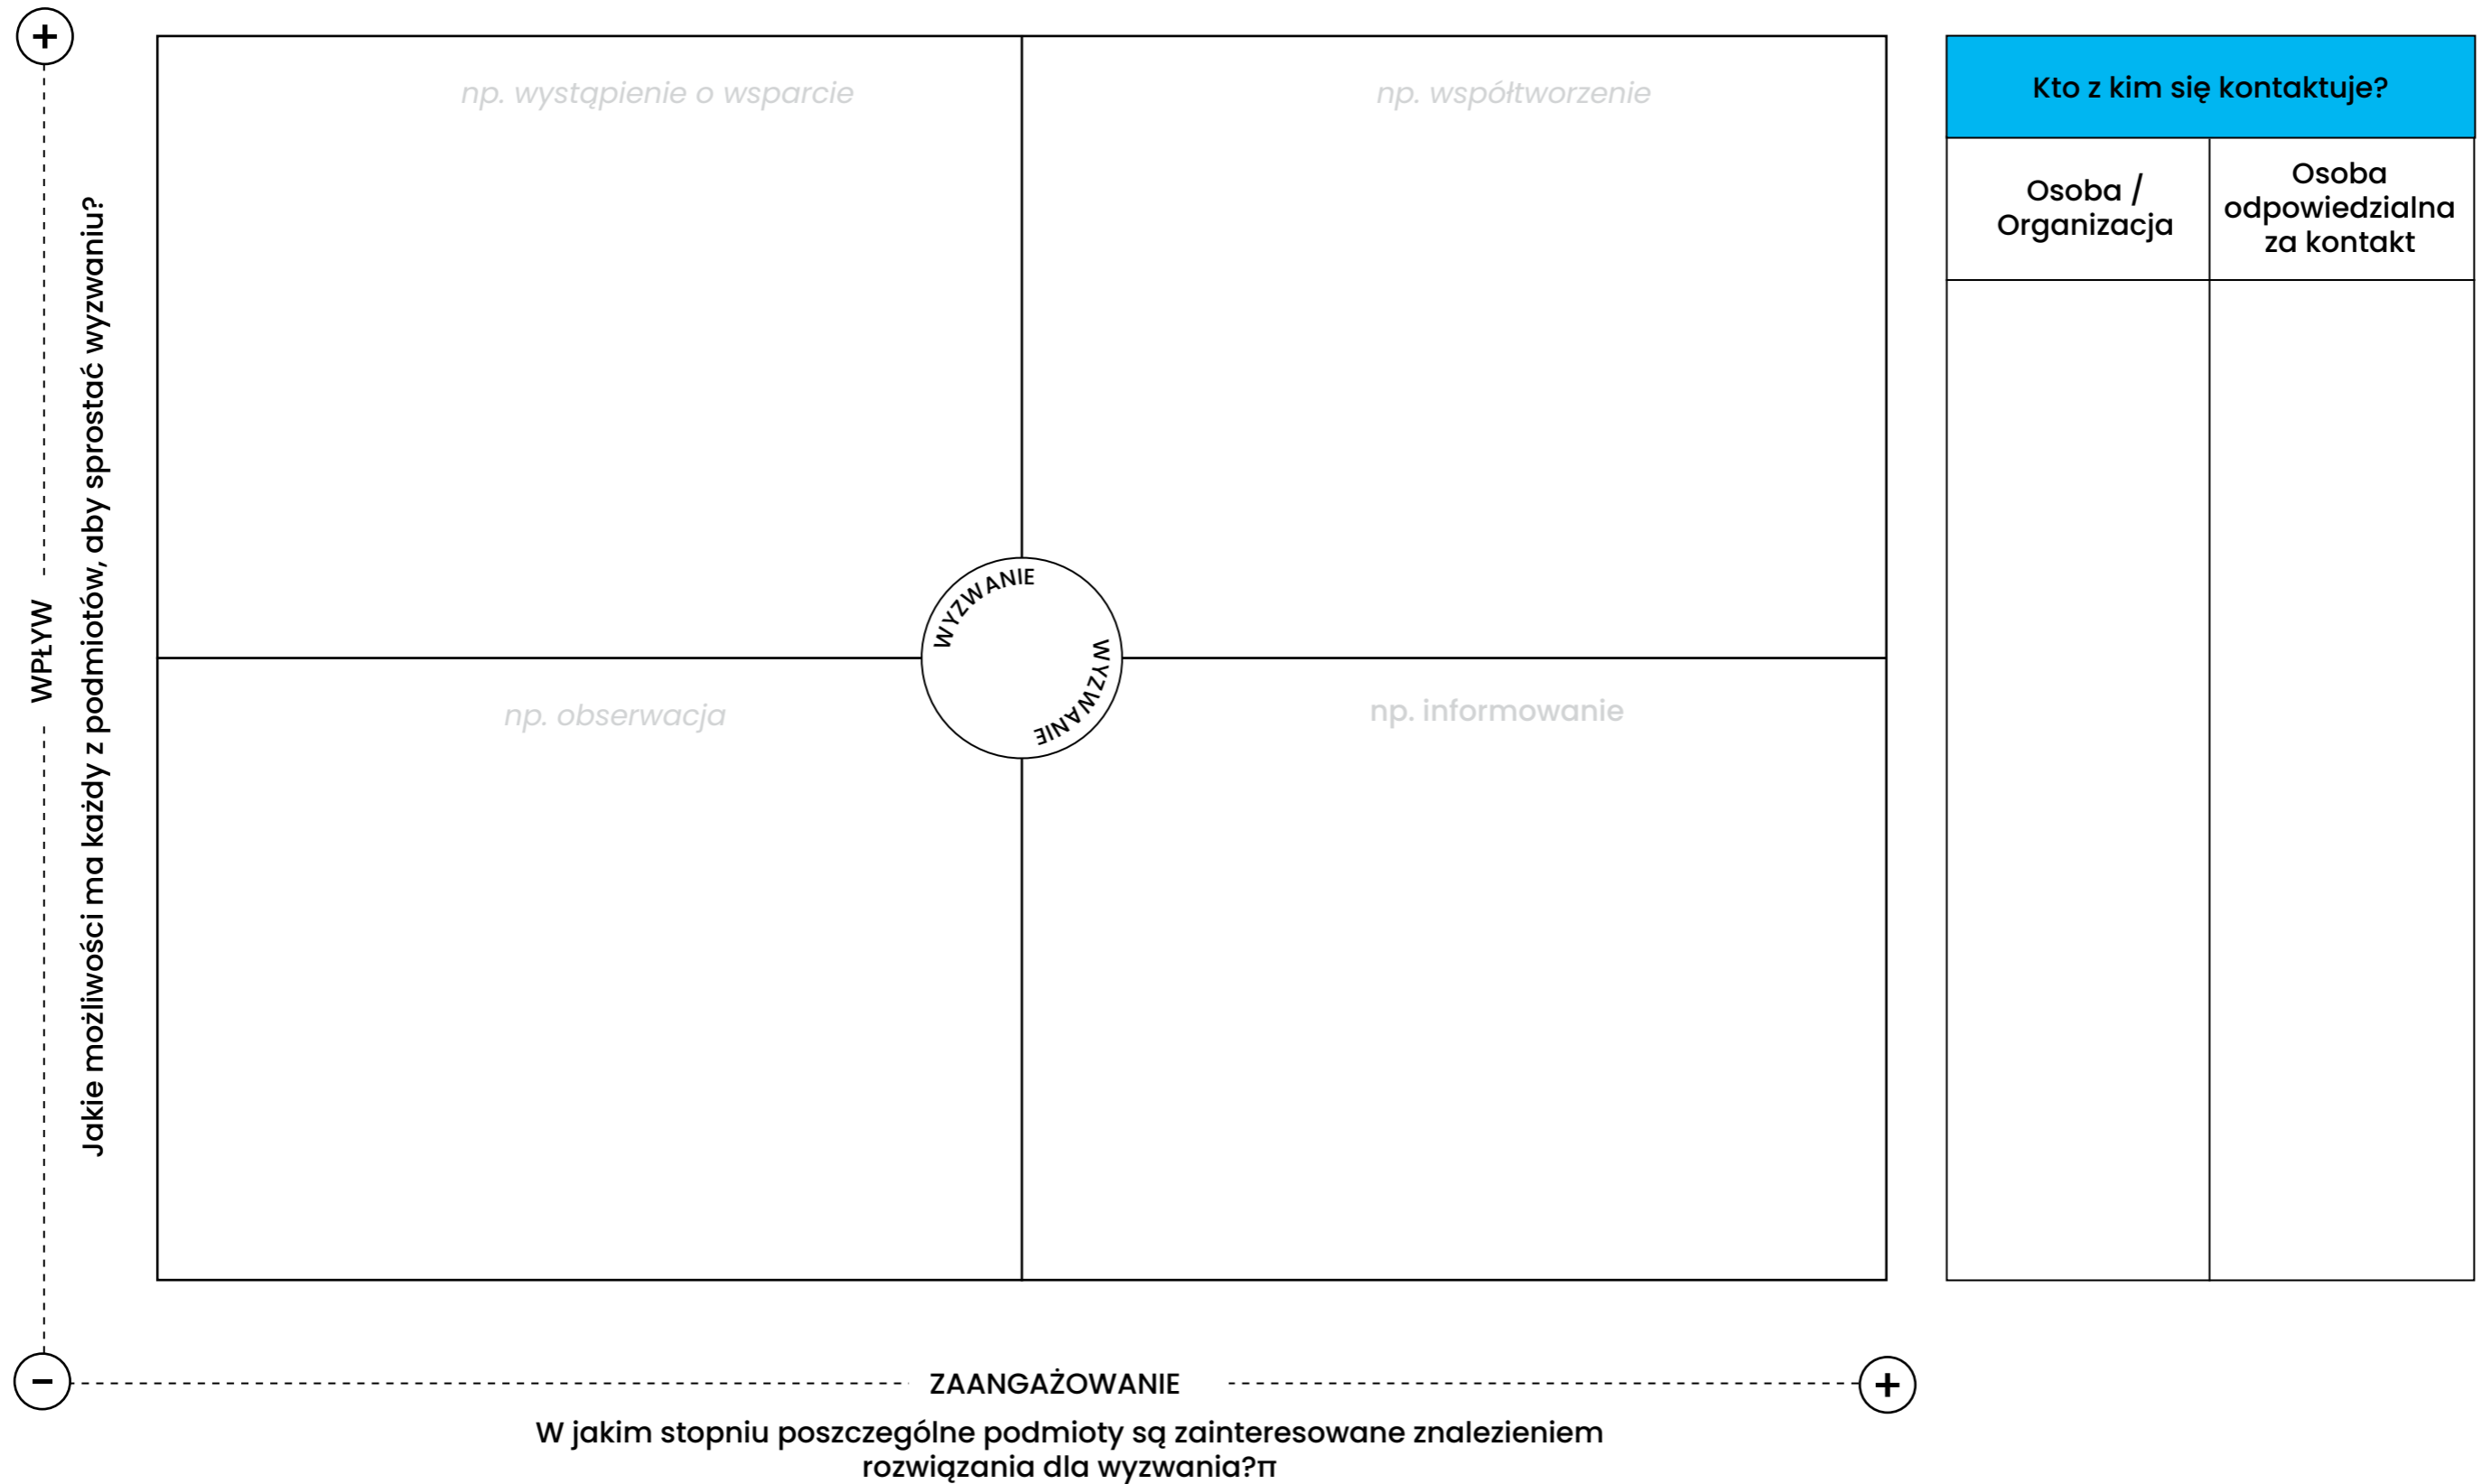 +
np. wystąpienie o wsparcie
np. współtworzenie
Kto z kim się kontaktuje?
Osoba /
Organizacja
Osoba
odpowiedzialna
za kontakt
WPŁYW
Jakie możliwości ma każdy z podmiotów, aby sprostać wyzwaniu?
WYZWANIE
WYZWANIE
np. obserwacja
np. informowanie
−
ZAANGAŻOWANIE
+
W jakim stopniu poszczególne podmioty są zainteresowane znalezieniem
rozwiązania dla wyzwania?π